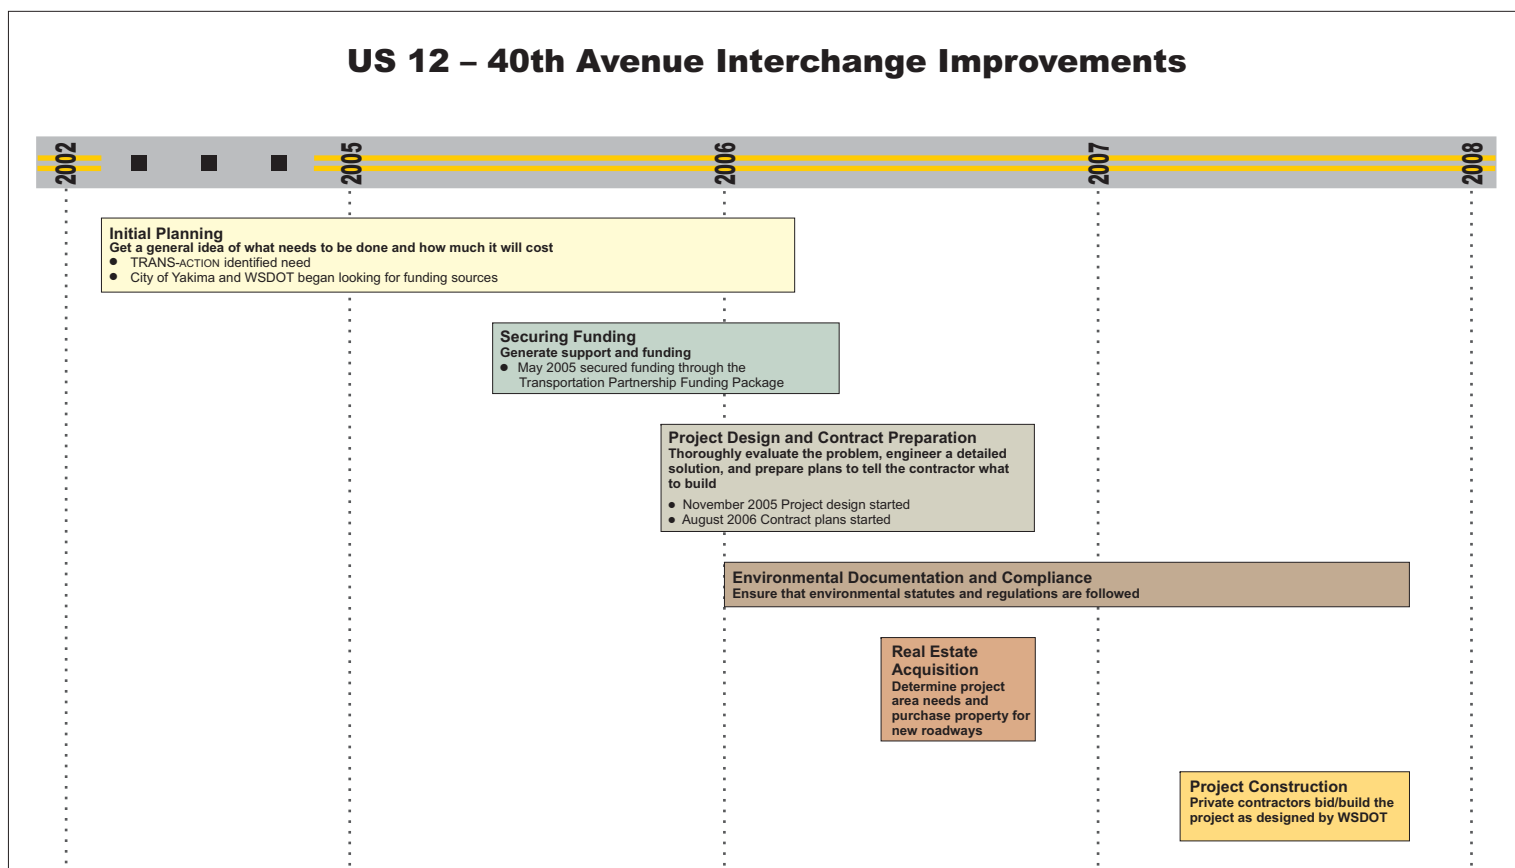 US 12 – 40th Avenue Interchange Improvements
2002
2005
2006
2007
2008
Initial Planning
Get a general idea of what needs to be done and how much it will cost
● TRANS-ACTION identified need
● City of Yakima and WSDOT began looking for funding sources
Securing Funding
Generate support and funding
● May 2005 secured funding through the
Transportation Partnership Funding Package
Project Design and Contract Preparation
Thoroughly evaluate the problem, engineer a detailed
solution, and prepare plans to tell the contractor what
to build
● November 2005 Project design started
● August 2006 Contract plans started
Environmental Documentation and Compliance
Ensure that environmental statutes and regulations are followed
Real Estate
Acquisition
Determine project
area needs and
purchase property for
new roadways
Project Construction
Private contractors bid/build the
project as designed by WSDOT